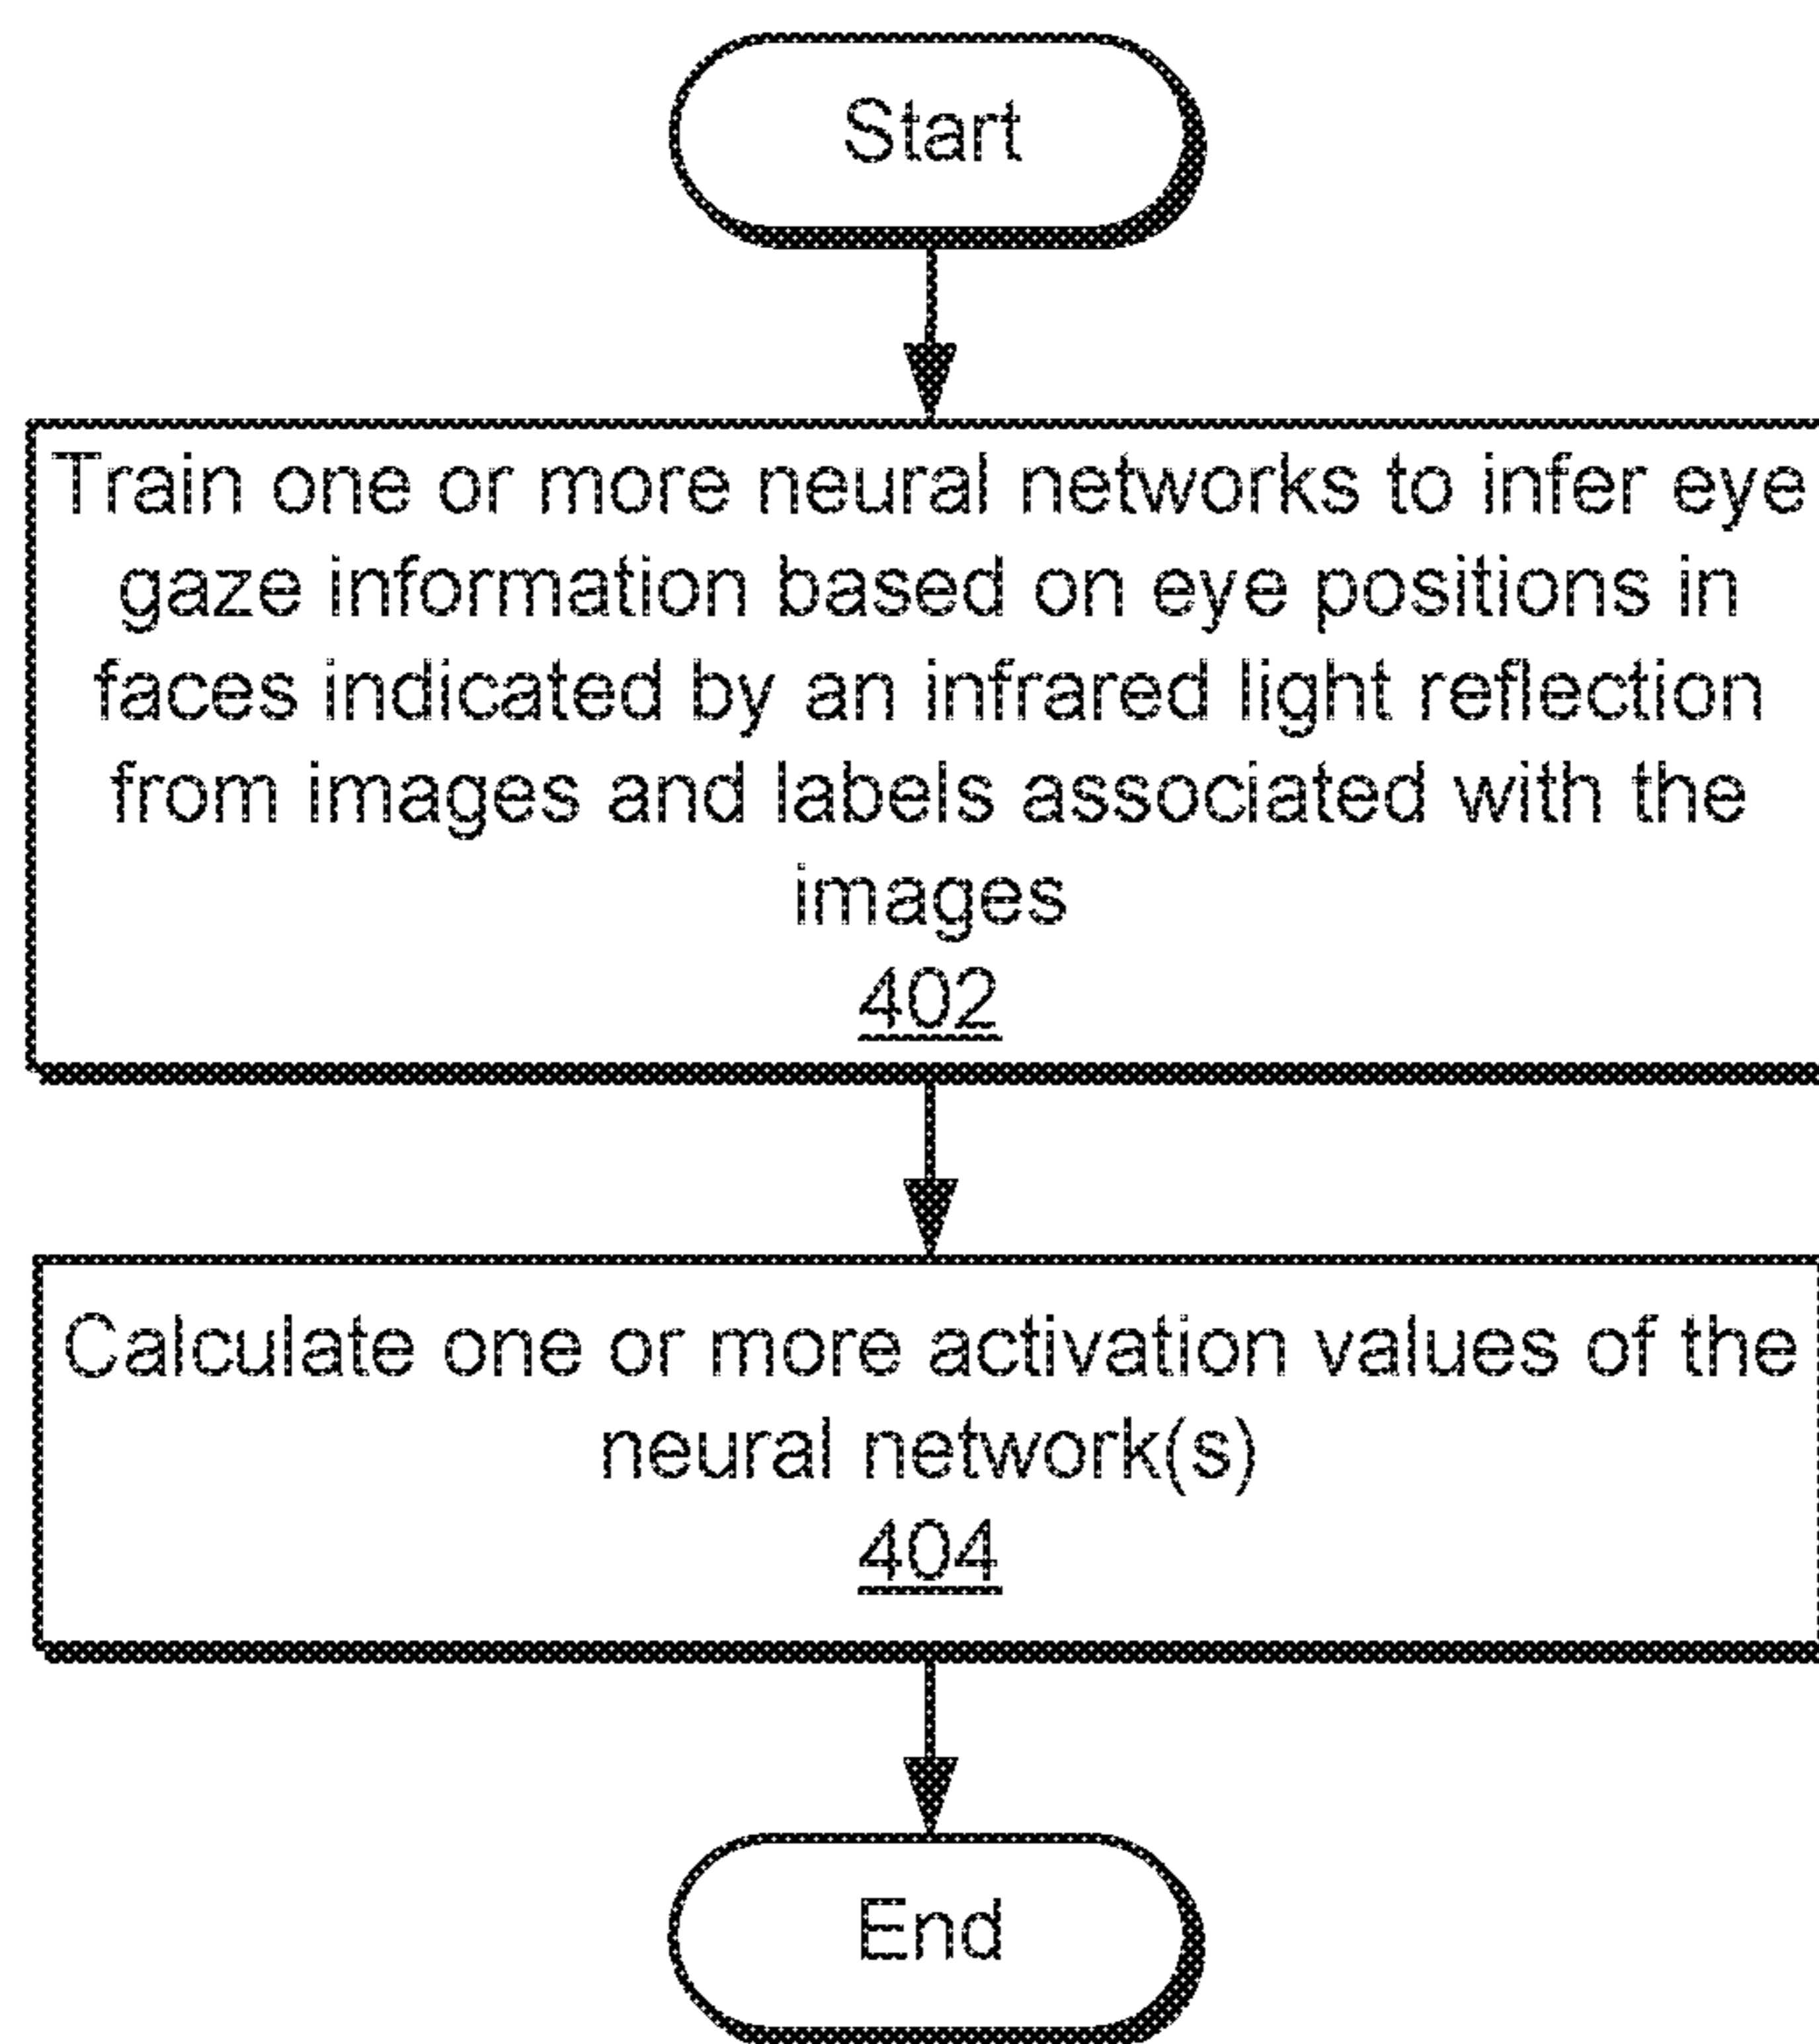 Start
Train one or more neural networks to infer eye
gaze information based on eye positions in
faces indicated by an infrared light reflection
from images and labels associated with the
images
402
Calculate one or more activation values of the
neural network(s)
404
End